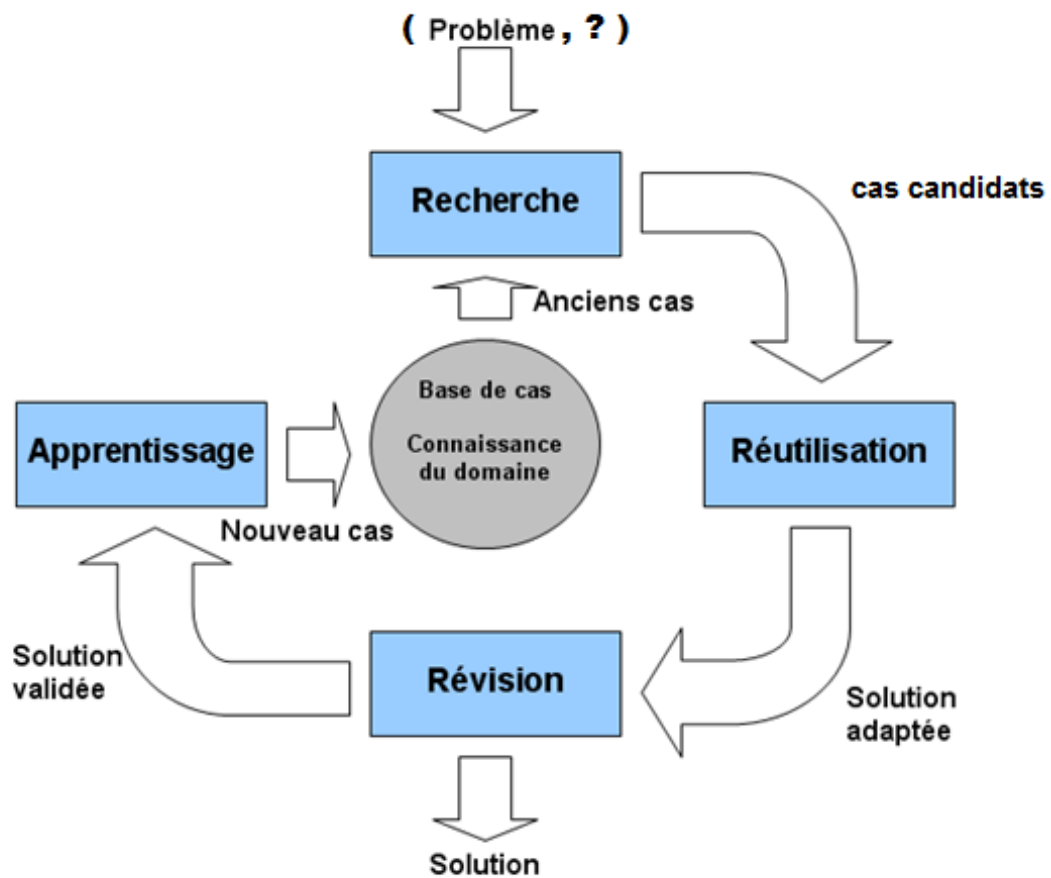 ( Problème , ? )
Recherche
cas candidats
Anciens cas
Base de cas
Connaissance
du domaine
Apprentissage
Réutilisation
Nouveau cas
Solution
validée
Révision
Solution
adaptée
Solution